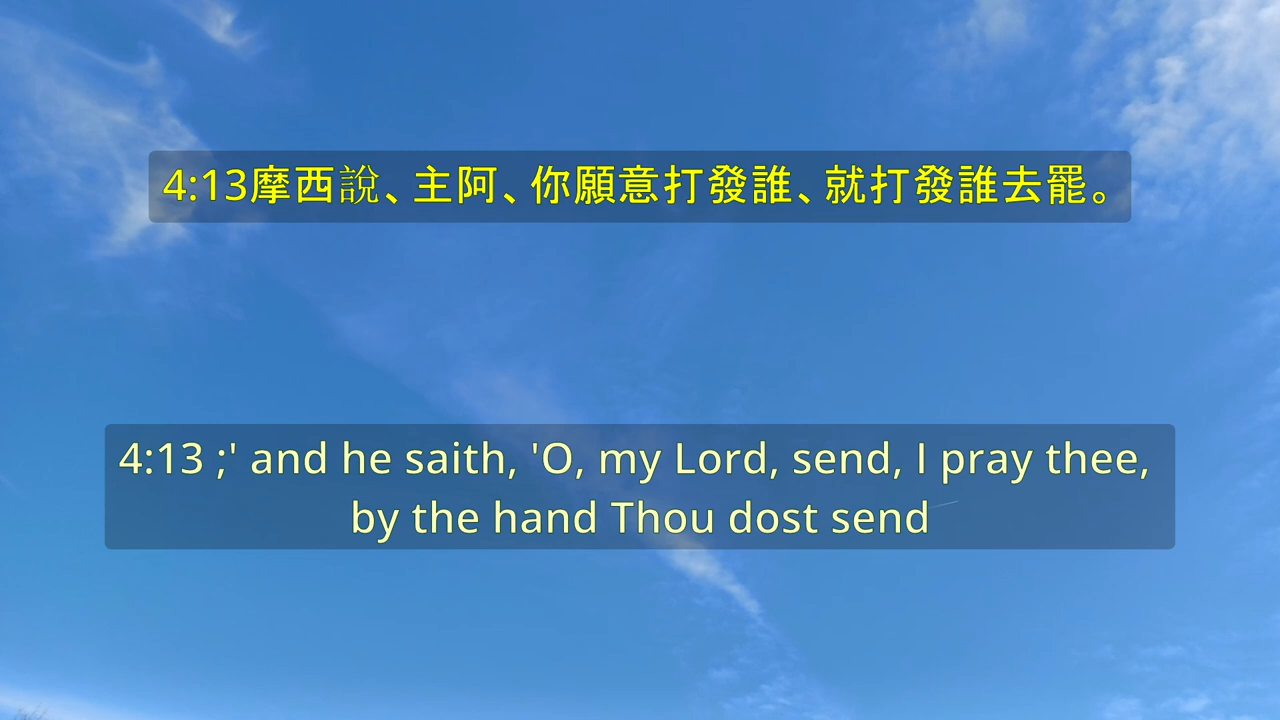 4:13摩西說、主阿、你願意打發誰、就打發誰去罷。
4:13 ;' and he saith, 'O, my Lord, send, I pray thee,
by the hand Thou dost send